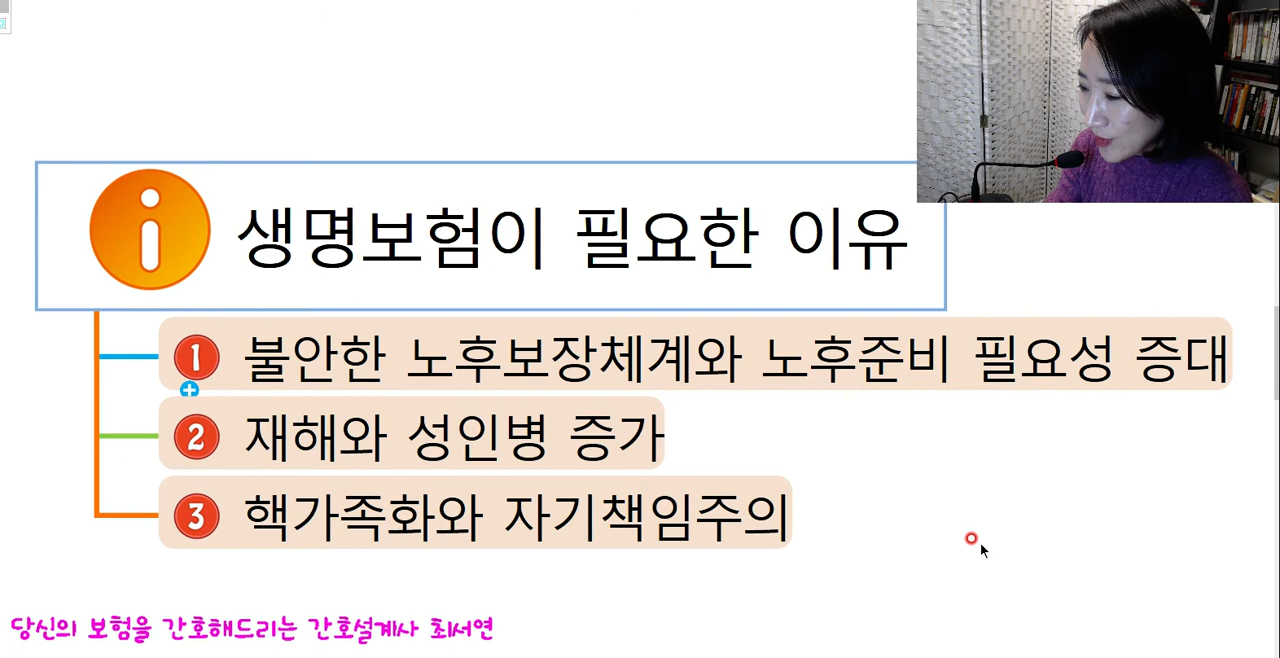 생명보험이 필요한 이유
1 불안한 노후보장체계와 노후준비 필요성 증대
2 재해와 성인병 증가
3 핵가족화와 자기책임주의
당신의 보험을 간호해드리는 간호설계사 최서연